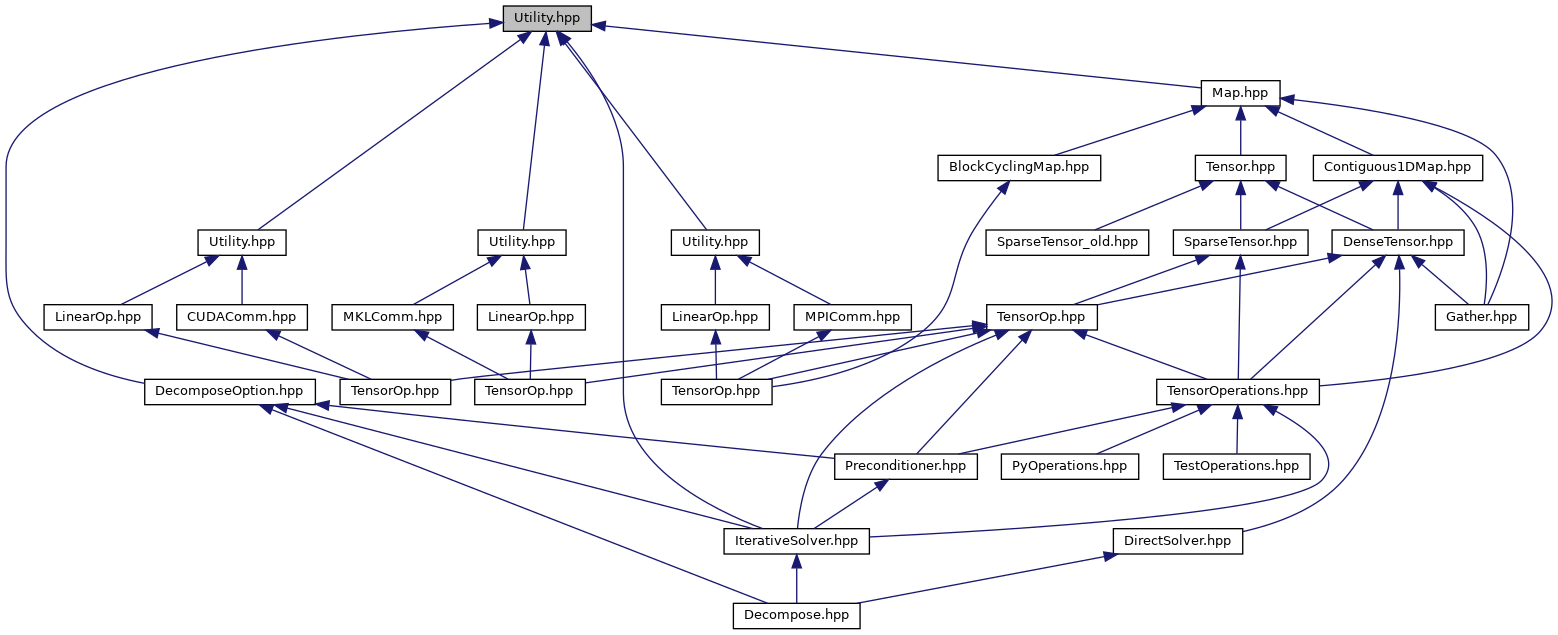 Utility.hpp
Map.hpp
BlockCyclingMap.hpp
Tensor.hpp
Contiguous1DMap.hpp
Utility.hpp
Utility.hpp
Utility.hpp
SparseTensor_old.hpp
SparseTensor.hpp
DenseTensor.hpp
LinearOp.hpp
CUDAComm.hpp
MKLComm.hpp
LinearOp.hpp
LinearOp.hpp
MPIComm.hpp
TensorOp.hpp
Gather.hpp
DecomposeOption.hpp
TensorOp.hpp
TensorOp.hpp
TensorOp.hpp
TensorOperations.hpp
Preconditioner.hpp
PyOperations.hpp
TestOperations.hpp
IterativeSolver.hpp
DirectSolver.hpp
Decompose.hpp